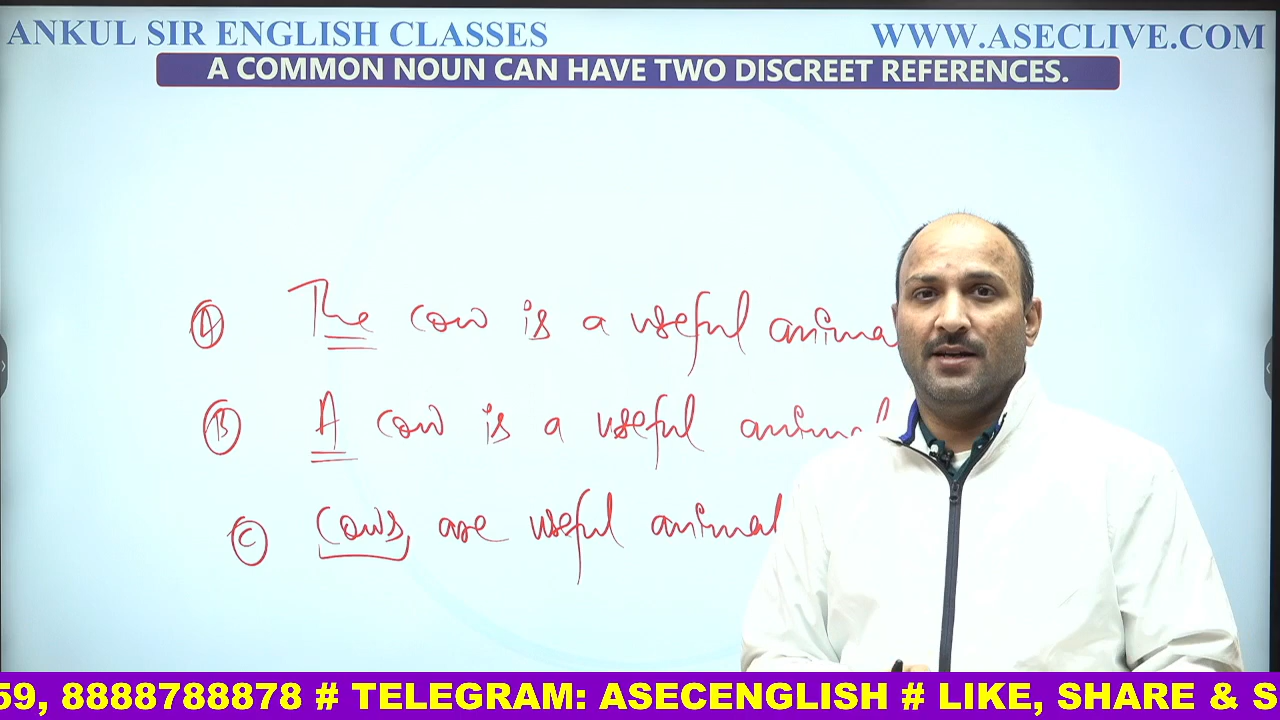 ANKUL SIR ENGLISH CLASSES
WWW.ASECLIVE.COM
A COMMON NOUN CAN HAVE TWO DISCREET REFERENCES.
A The cow is a useful anima
B A cow is a useful animal
C Cows are useful animal
59, 8888788878 # TELEGRAM: ASECENGLISH # LIKE, SHARE & S